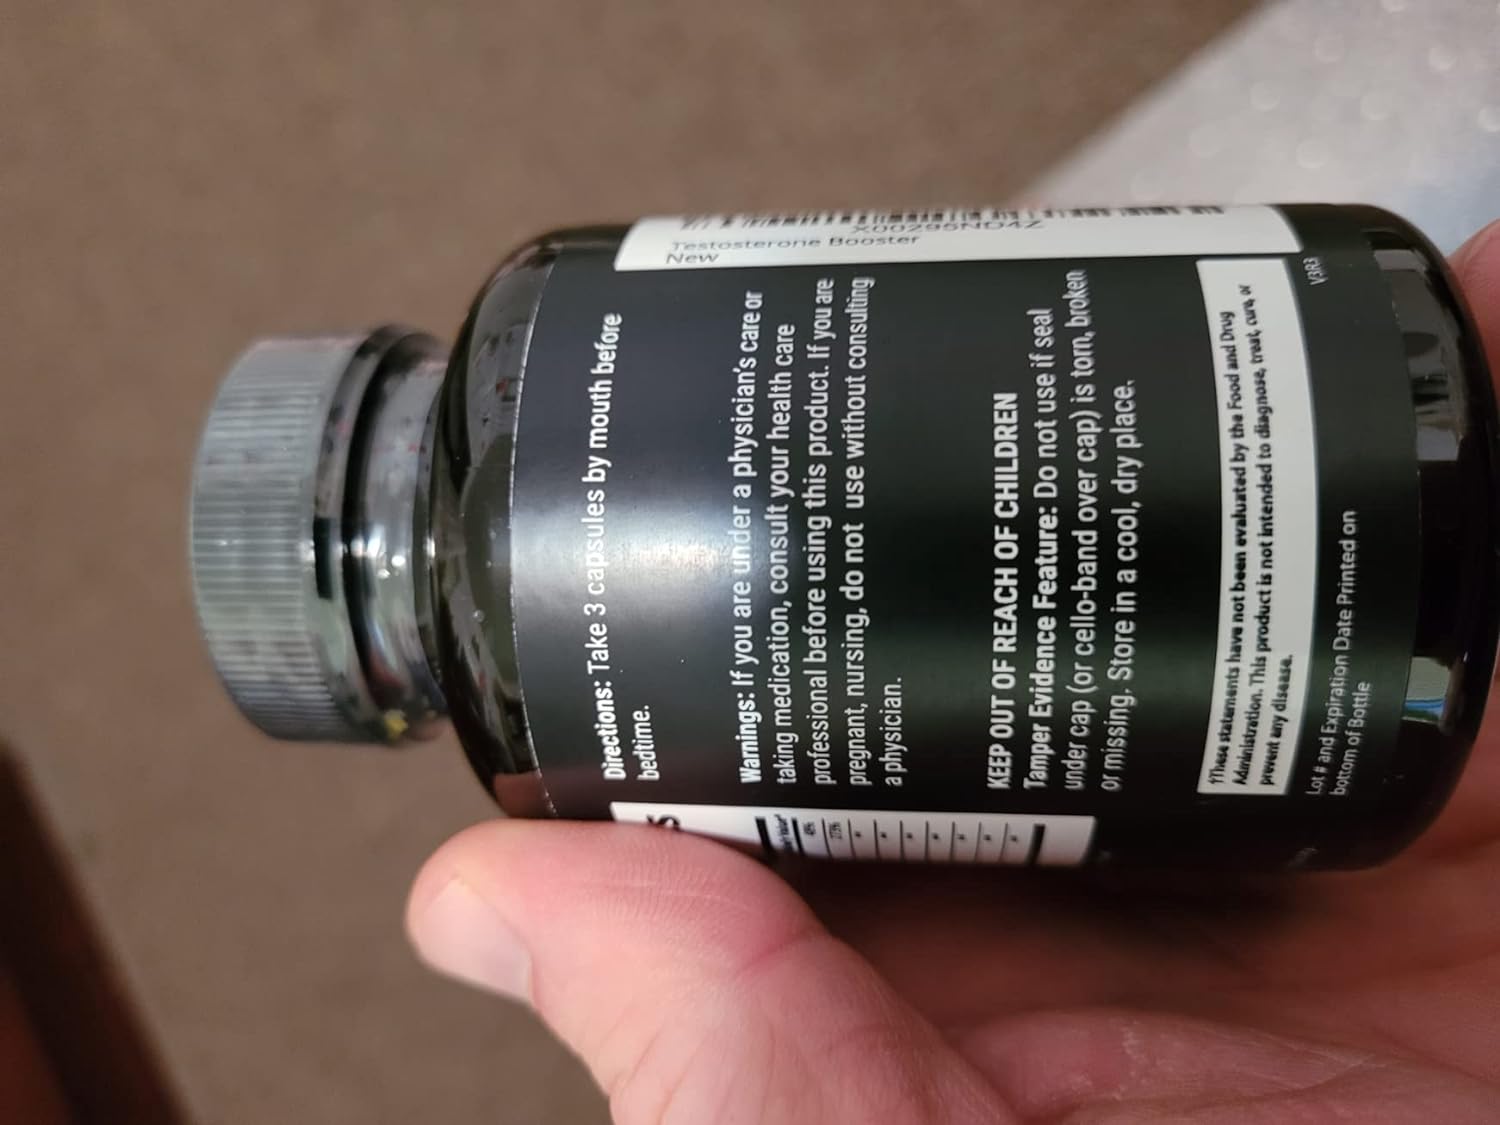 X00295NO4Z
Testosterone Booster
New
Directions: Take 3 capsules by mouth before
bedtime.
Warnings: If you are under a physician's care or
taking medication, consult your health care
professional before using this product. If you are
pregnant, nursing, do not use without consulting
a physician.
KEEP OUT OF REACH OF CHILDREN
Tamper Evidence Feature: Do not use if seal
under cap (or cello-band over cap) is torn, broken
or missing. Store in a cool, dry place.
†These statements have not been evaluated by the Food and Drug
Administration. This product is not intended to diagnose, treat, cure, or
prevent any disease.
Lot # and Expiration Date Printed on
bottom of Bottle
V3R3